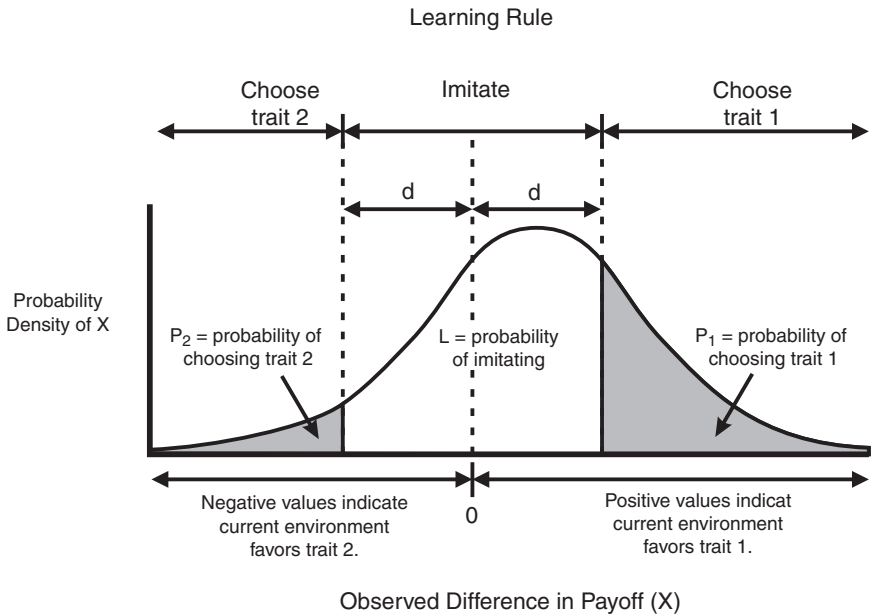 Learning Rule
Choose
trait 2
Imitate
Choose
trait 1
d
d
Probability
Density of X
P2 = probability of
choosing trait 2
L = probability
of imitating
P1 = probability of
choosing trait 1
Negative values indicate
current environment
favors trait 2.
0
Positive values indicat
current environment
favors trait 1.
Observed Difference in Payoff (X)